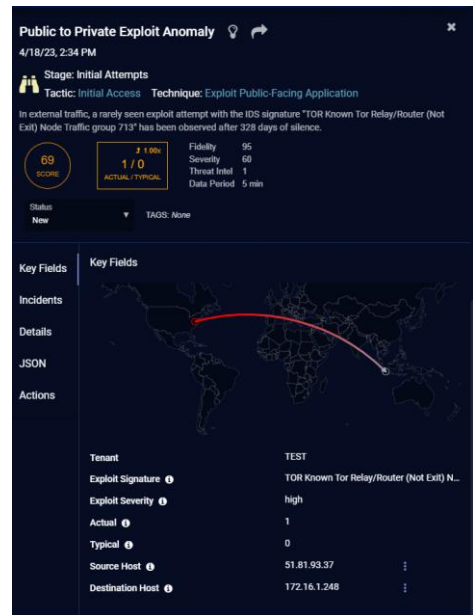 Public to Private Exploit Anomaly
4/18/23, 2:34 PM
Stage: Initial Attempts
Tactic: Initial Access Technique: Exploit Public-Facing Application
In external traffic, a rarely seen exploit attempt with the IDS signature "TOR Known Tor Relay/Router (Not
Exit) Node Traffic group 713" has been observed after 328 days of silence.
69
SCORE
1.00x
1 / 0
ACTUAL / TYPICAL
Fidelity 95
Severity 60
Threat Intel 1
Data Period 5 min
Status
New
TAGS: None
Key Fields
Incidents
Details
JSON
Actions
Key Fields
Tenant TEST
Exploit Signature TOR Known Tor Relay/Router (Not Exit) N...
Exploit Severity high
Actual 1
Typical 0
Source Host 51.81.93.37
Destination Host 172.16.1.248